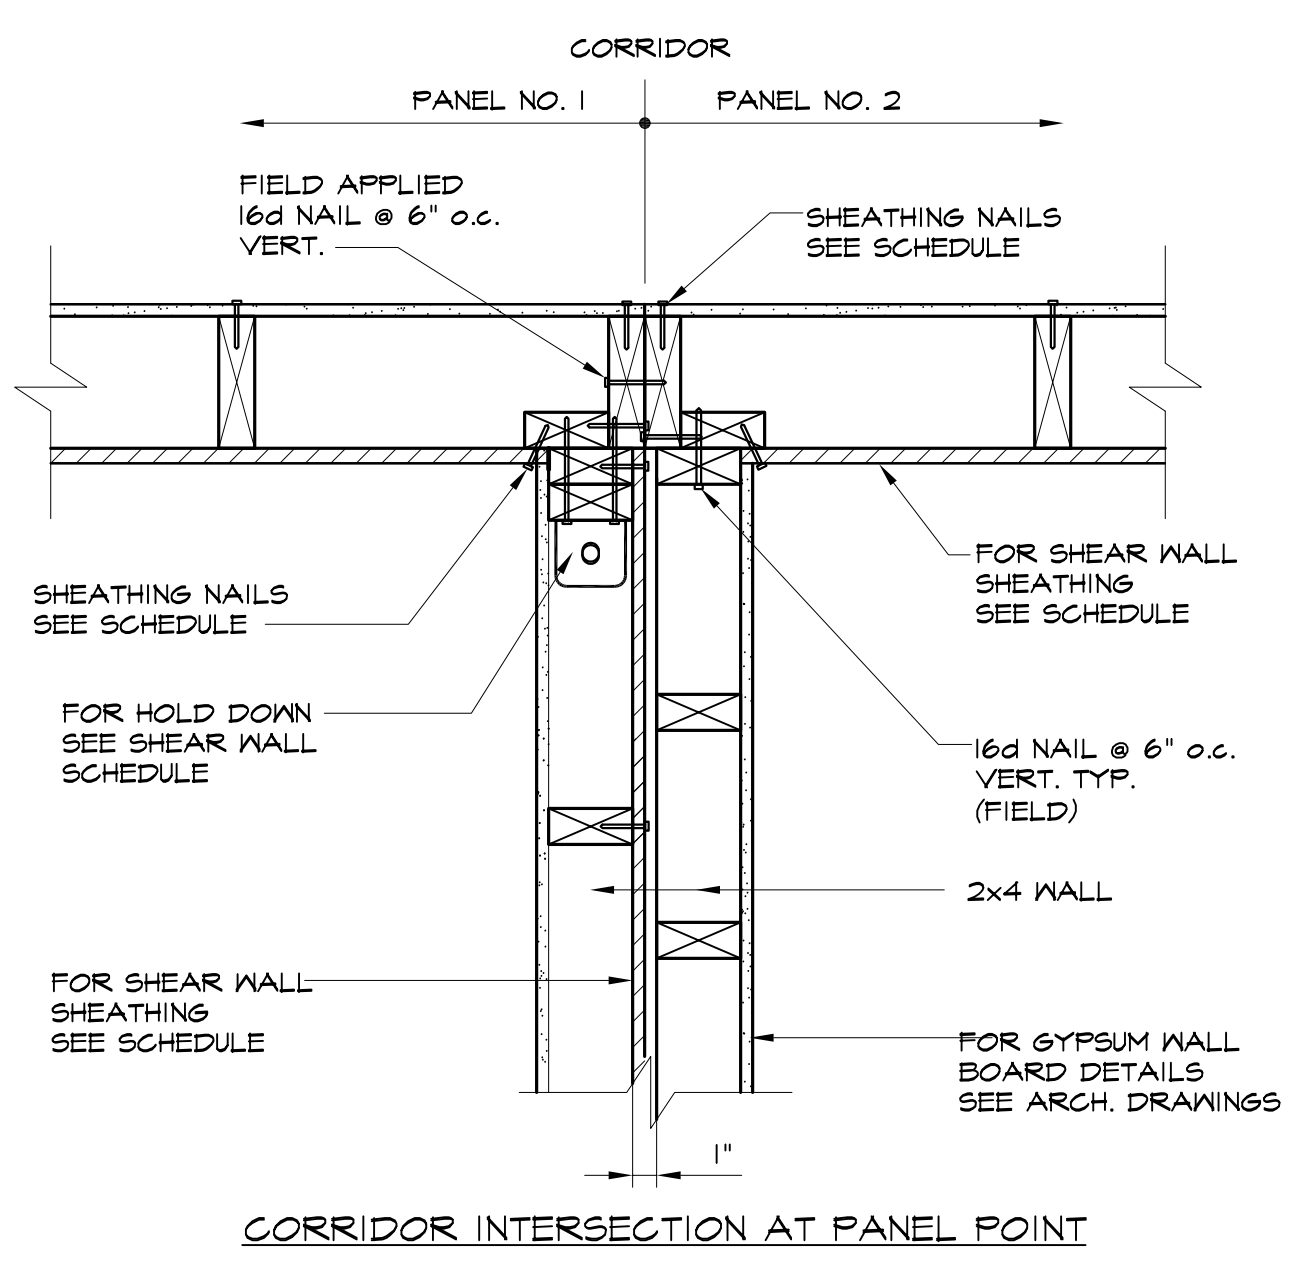 CORRIDOR
PANEL NO. 1
PANEL NO. 2
FIELD APPLIED
16d NAIL @ 6" o.c.
VERT.
SHEATHING NAILS
SEE SCHEDULE
FOR SHEAR WALL
SHEATHING
SEE SCHEDULE
SHEATHING NAILS
SEE SCHEDULE
FOR HOLD DOWN
SEE SHEAR WALL
SCHEDULE
16d NAIL @ 6" o.c.
VERT. TYP.
(FIELD)
2x4 WALL
FOR SHEAR WALL
SHEATHING
SEE SCHEDULE
FOR GYPSUM WALL
BOARD DETAILS
SEE ARCH. DRAWINGS
1"
CORRIDOR INTERSECTION AT PANEL POINT